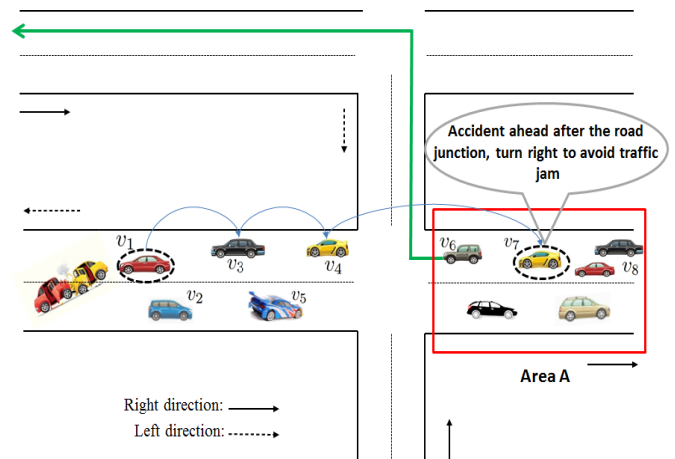 Accident ahead after the road
junction, turn right to avoid traffic
jam
v1
v3
v4
v6
v7
v8
v2
v5
Area A
Right direction:
Left direction: